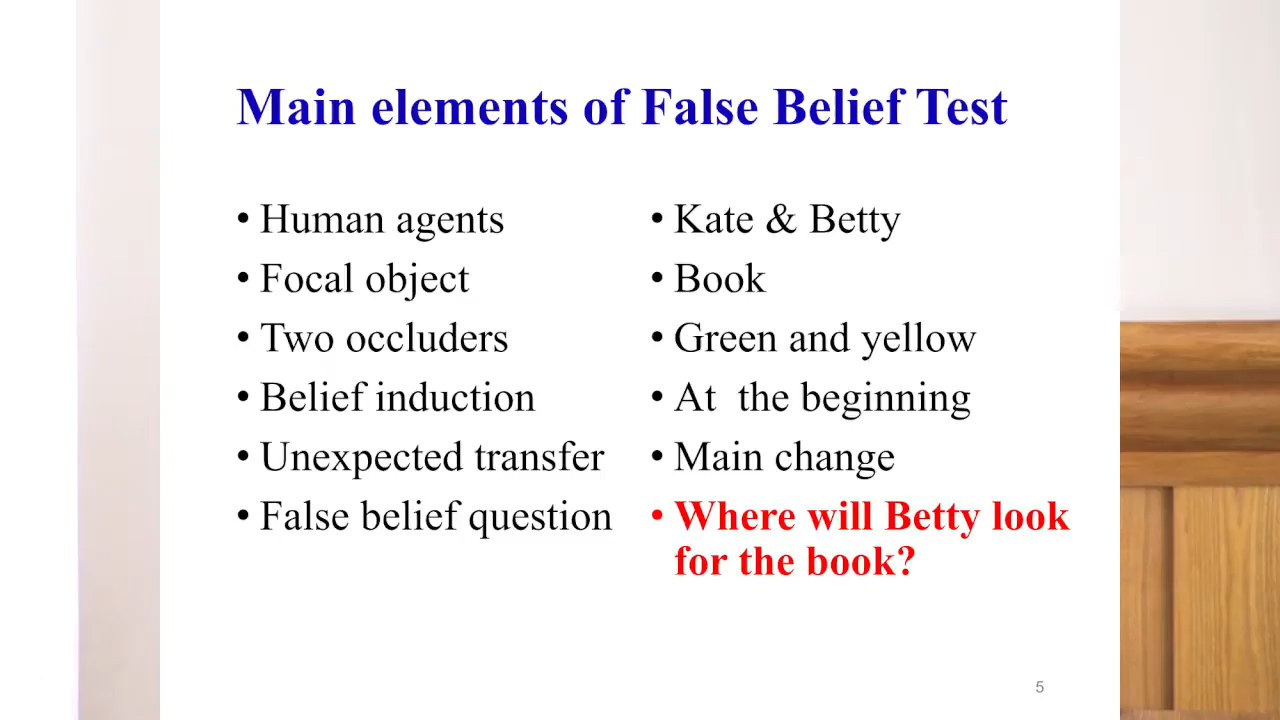 Main elements of False Belief Test
• Human agents
• Focal object
• Two occluders
• Belief induction
• Unexpected transfer
• False belief question
• Kate & Betty
• Book
• Green and yellow
• At the beginning
• Main change
• Where will Betty look
for the book?
5